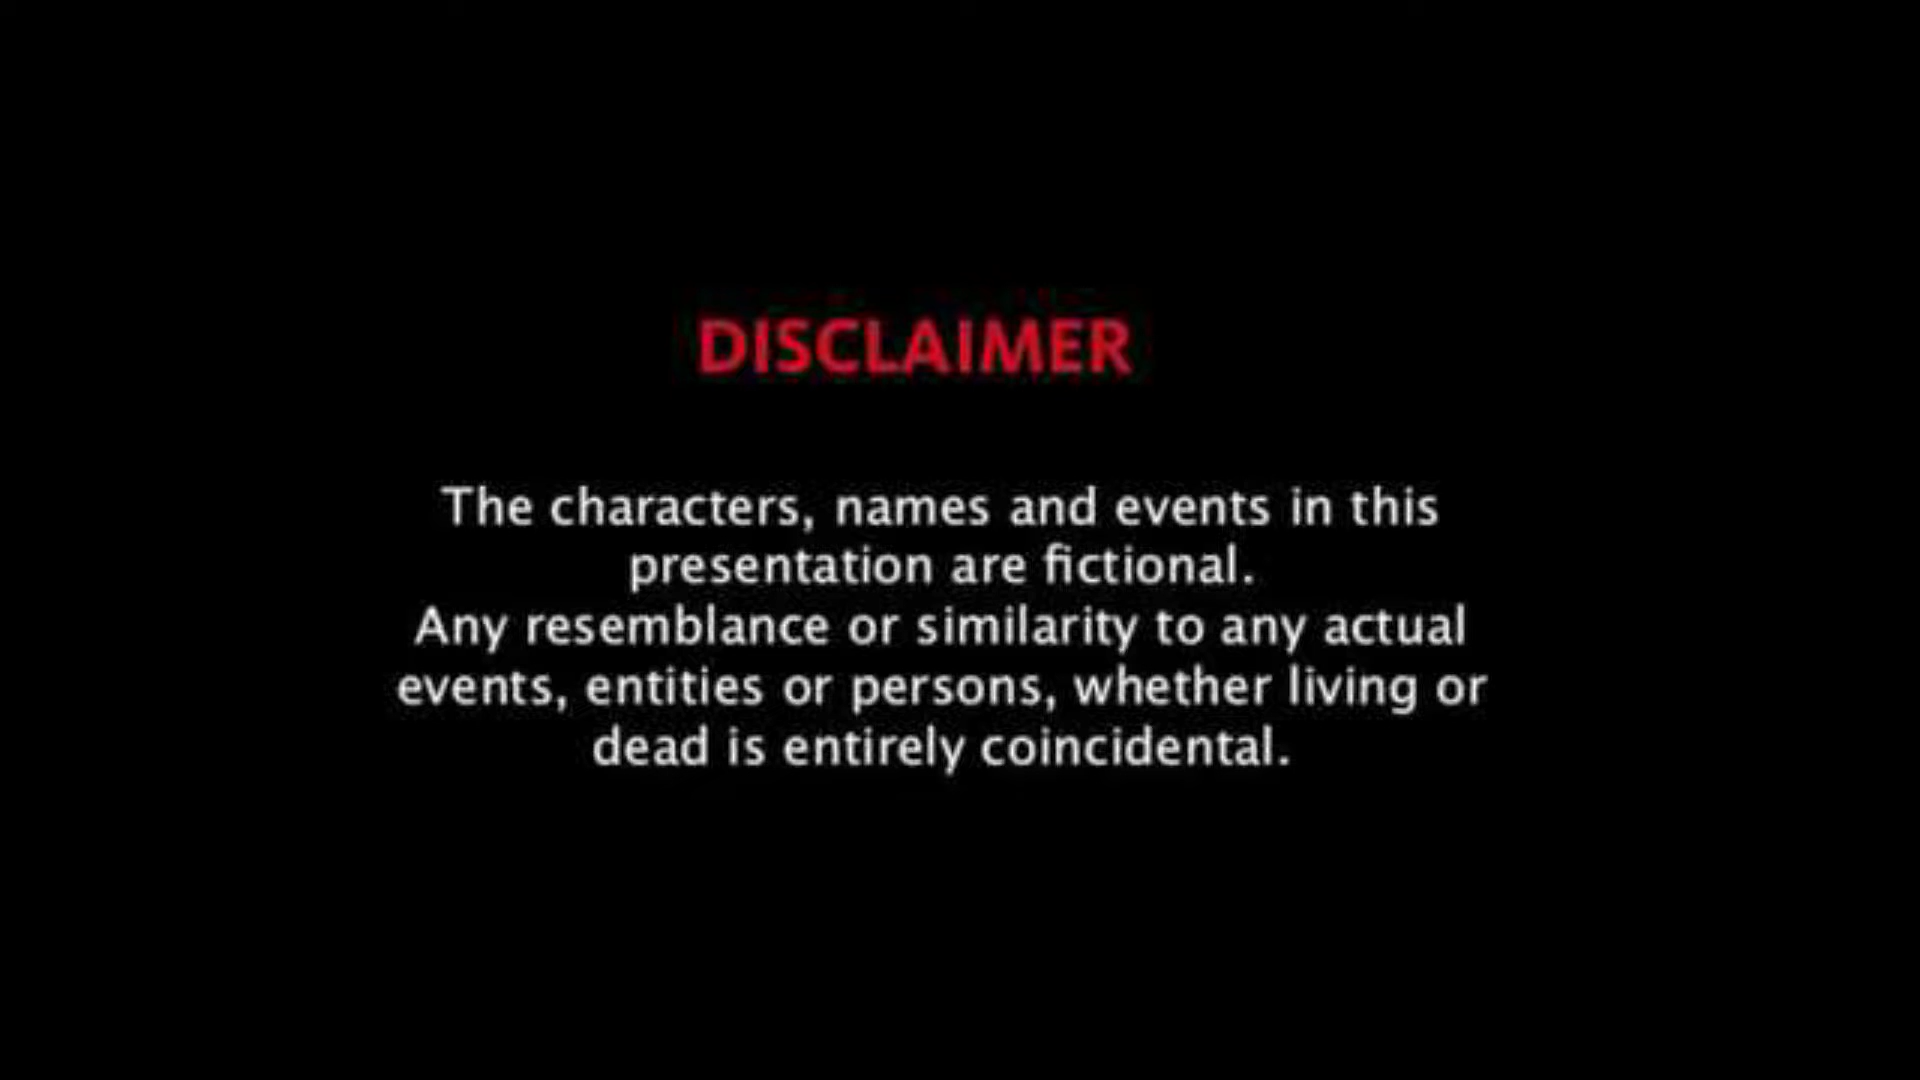 DISCLAIMER
The characters, names and events in this
presentation are fictional.
Any resemblance or similarity to any actual
events, entities or persons, whether living or
dead is entirely coincidental.